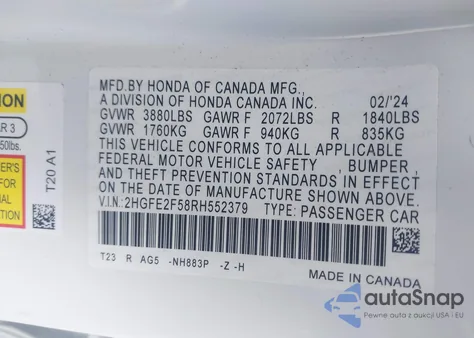 MFD.BY HONDA OF CANADA MFG.,
A DIVISION OF HONDA CANADA INC. 02/'24
GVWR 3880LBS GAWR F 2072LBS R 1840LBS
GVWR 1760KG GAWR F 940KG R 835KG
THIS VEHICLE CONFORMS TO ALL APPLICABLE
FEDERAL MOTOR VEHICLE SAFETY , BUMPER ,
AND THEFT PREVENTION STANDARDS IN EFFECT
ON THE DATE OF MANUFACTURE SHOWN ABOVE.
V.I.N:2HGFE2F58RH552379 TYPE: PASSENGER CAR
T23 R AG5 -NH883P -Z -H
MADE IN CANADA
T20 A1
autoSnap
Pewne auta z aukcji USA i EU